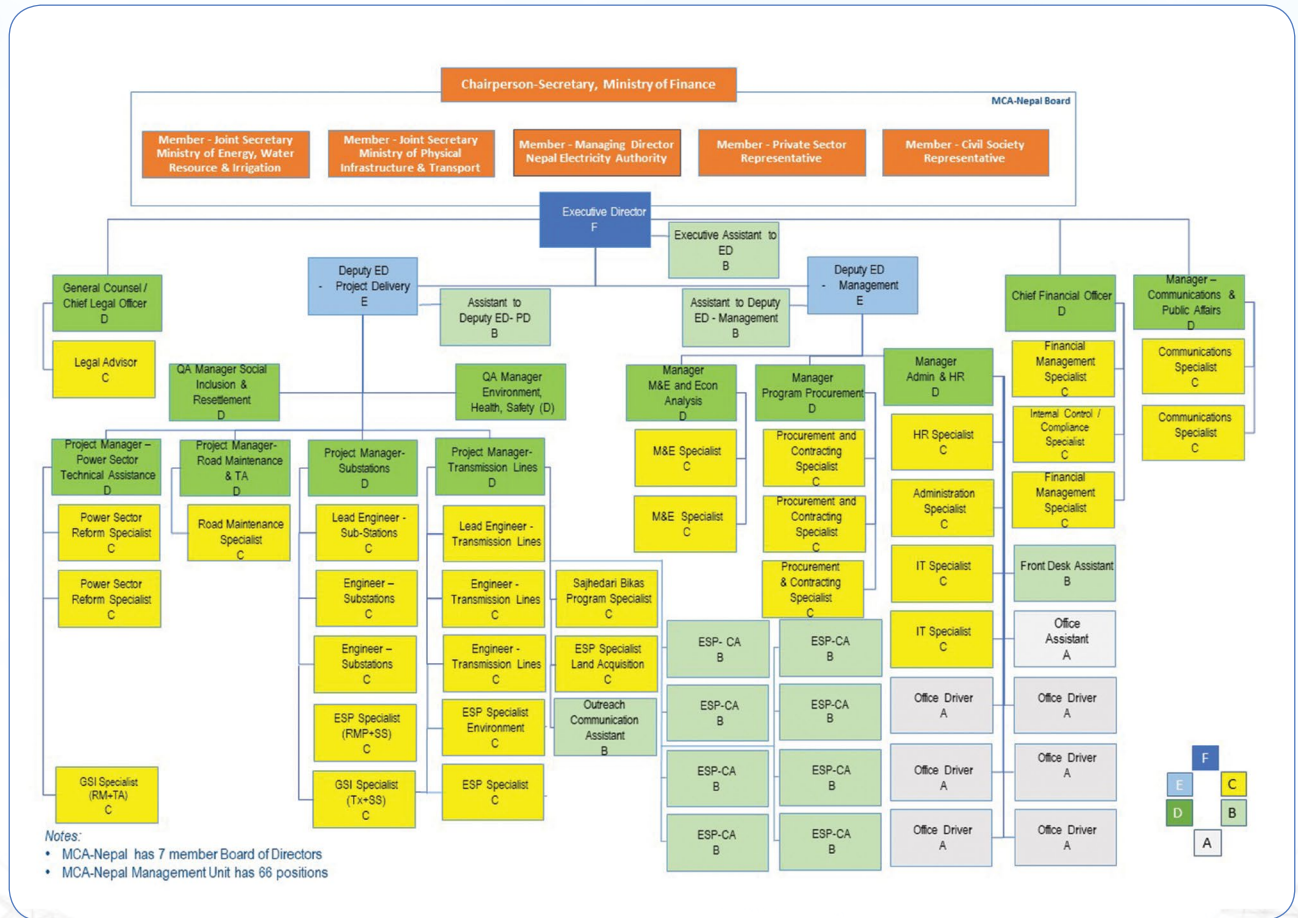 Chairperson-Secretary, Ministry of Finance
MCA-Nepal Board
Member - Joint Secretary
Ministry of Energy, Water
Resource & Irrigation
Member - Joint Secretary
Ministry of Physical
Infrastructure & Transport
Member - Managing Director
Nepal Electricity Authority
Member - Private Sector
Representative
Member - Civil Society
Representative
Executive Director
F
Executive Assistant to
ED
B
Deputy ED
- Project Delivery
E
Assistant to
Deputy ED- PD
B
Assistant to Deputy
ED - Management
B
Deputy ED
- Management
E
General Counsel /
Chief Legal Officer
D
Legal Advisor
C
Chief Financial Officer
D
Manager –
Communications &
Public Affairs
D
QA Manager Social
Inclusion &
Resettlement
D
QA Manager
Environment,
Health, Safety (D)
Manager
M&E and Econ
Analysis
D
Manager
Program Procurement
D
Manager
Admin & HR
D
Financial
Management
Specialist
C
Communications
Specialist
C
Project Manager –
Power Sector
Technical Assistance
D
Project Manager-
Road Maintenance
& TA
D
Project Manager-
Substations
D
Project Manager-
Transmission Lines
D
M&E Specialist
C
Procurement and
Contracting
Specialist
C
HR Specialist
C
Internal Control /
Compliance
Specialist
C
Communications
Specialist
C
Power Sector
Reform Specialist
C
Road Maintenance
Specialist
C
Lead Engineer -
Sub-Stations
C
Lead Engineer -
Transmission Lines
M&E Specialist
C
Procurement and
Contracting
Specialist
C
Administration
Specialist
C
Financial
Management
Specialist
C
Power Sector
Reform Specialist
C
Engineer –
Substations
C
Engineer -
Transmission Lines
C
Sajhedari Bikas
Program Specialist
C
Procurement
& Contracting
Specialist
C
IT Specialist
C
Front Desk Assistant
B
Engineer –
Substations
C
Engineer -
Transmission Lines
C
ESP Specialist
Land Acquisition
C
ESP- CA
B
ESP-CA
B
IT Specialist
C
Office
Assistant
A
ESP Specialist
(RMP+SS)
C
ESP Specialist
Environment
C
Outreach
Communication
Assistant
B
ESP-CA
B
ESP-CA
B
Office Driver
A
Office Driver
A
GSI Specialist
(RM+TA)
C
GSI Specialist
(Tx+SS)
C
ESP Specialist
C
ESP-CA
B
ESP-CA
B
Office Driver
A
Office Driver
A
ESP-CA
B
ESP-CA
B
Office Driver
A
Office Driver
A
F
E
C
D
B
A
Notes:
• MCA-Nepal has 7 member Board of Directors
• MCA-Nepal Management Unit has 66 positions